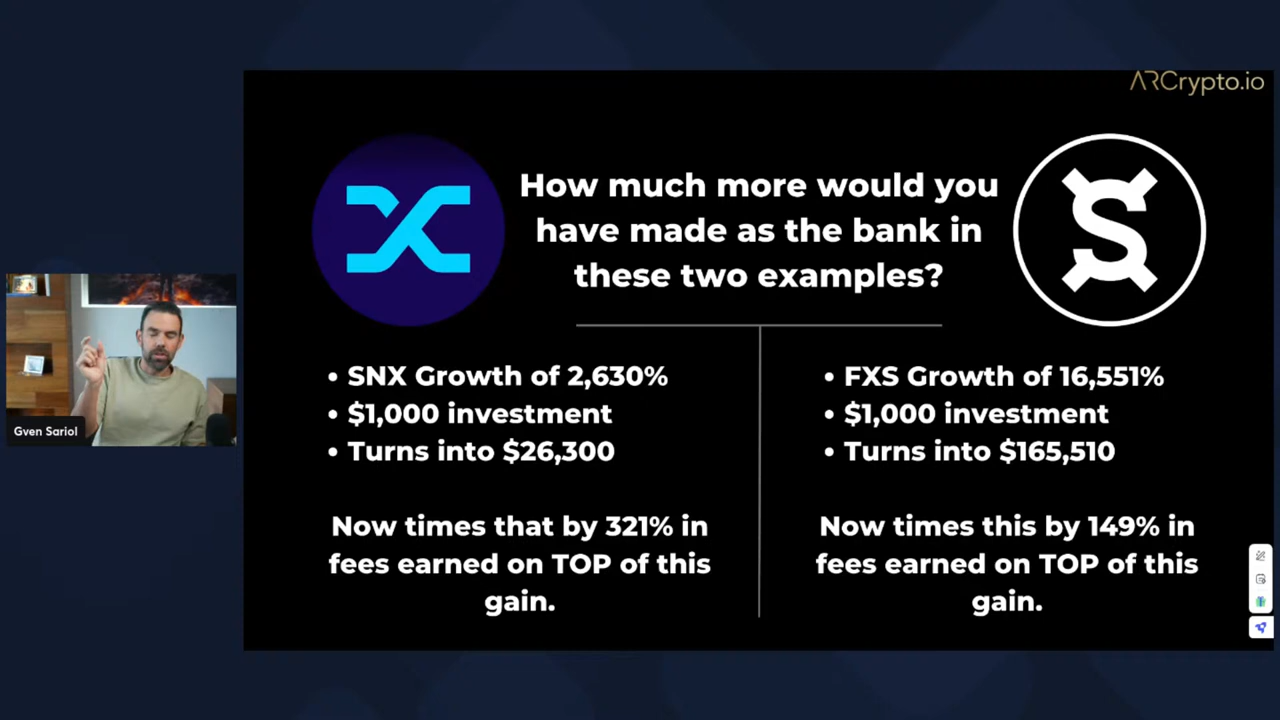 ARCrypto.io
How much more would you
have made as the bank in
these two examples?
• SNX Growth of 2,630%
• $1,000 investment
• Turns into $26,300
Now times that by 321% in
fees earned on TOP of this
gain.
• FXS Growth of 16,551%
• $1,000 investment
• Turns into $165,510
Now times this by 149% in
fees earned on TOP of this
gain.
Gven Sariol